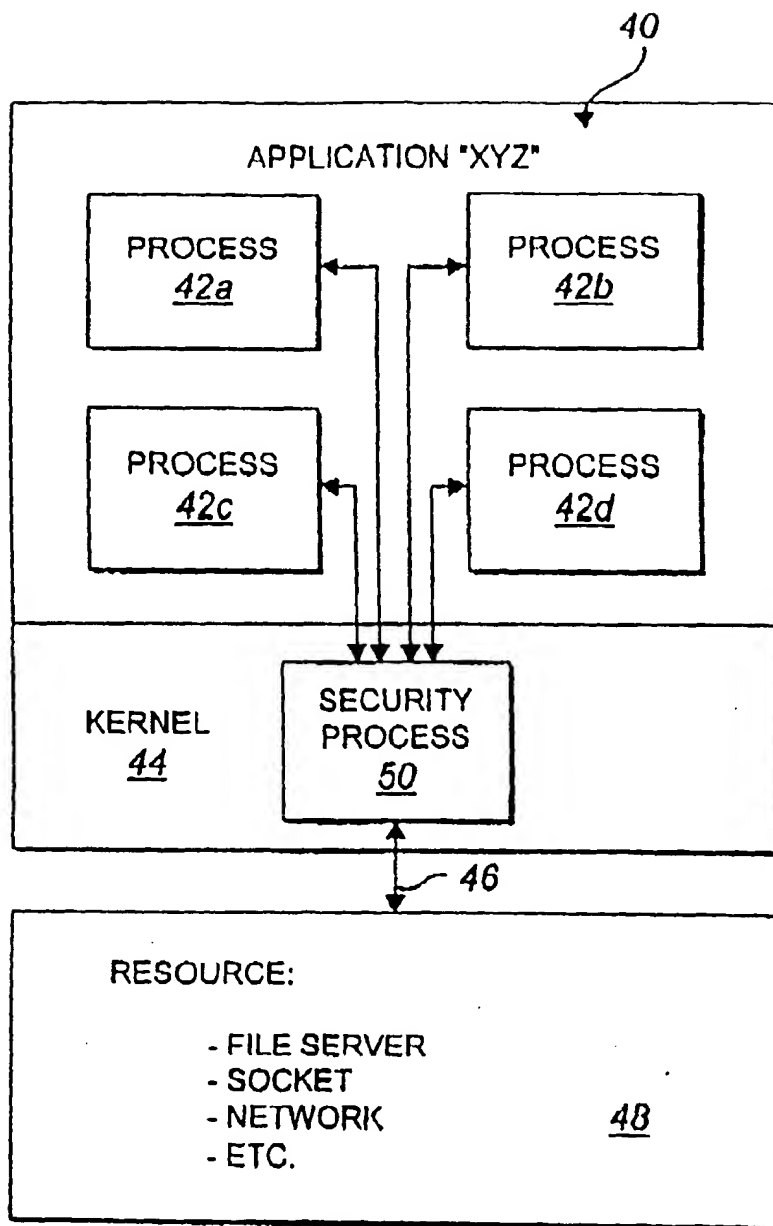 40
APPLICATION "XYZ"
PROCESS
42a
PROCESS
42b
PROCESS
42c
PROCESS
42d
KERNEL
44
SECURITY
PROCESS
50
46
RESOURCE:
- FILE SERVER
- SOCKET
- NETWORK
- ETC.
48